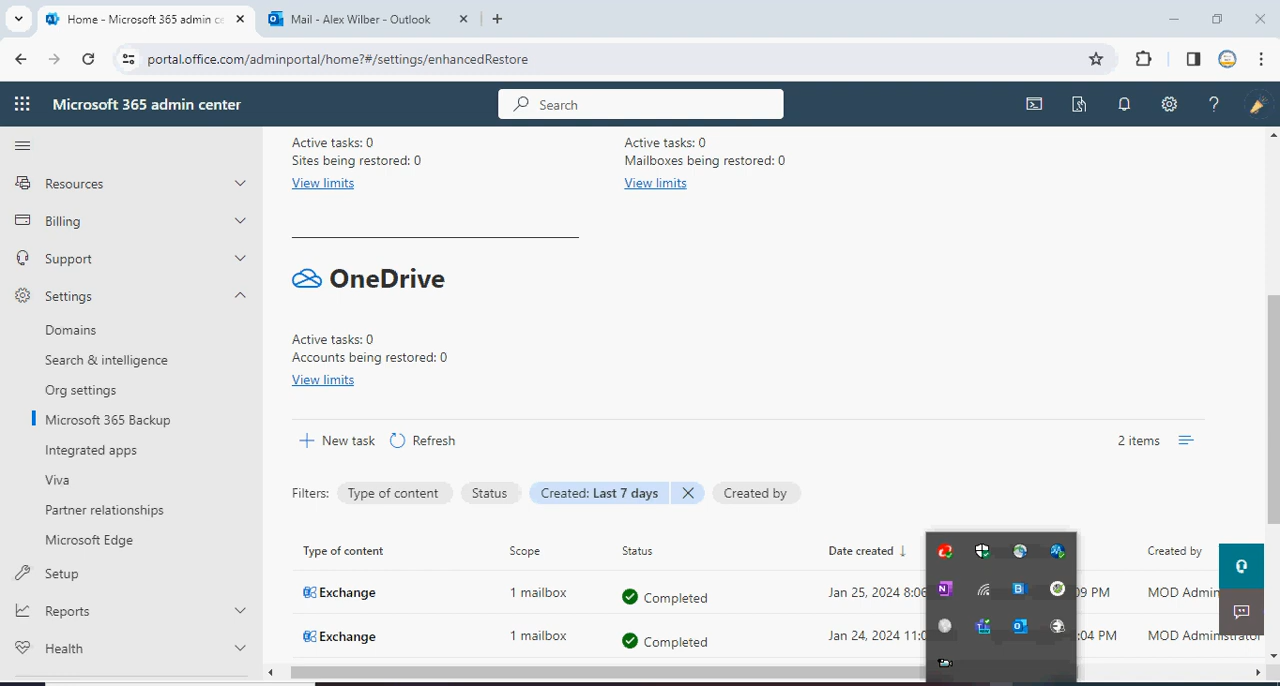 Home - Microsoft 365 admin ce
Mail - Alex Wilber - Outlook
portal.office.com/adminportal/home?#/settings/enhancedRestore
Microsoft 365 admin center
Search
Resources
Billing
Support
Settings
Domains
Search & intelligence
Org settings
Microsoft 365 Backup
Integrated apps
Viva
Partner relationships
Microsoft Edge
Setup
Reports
Health
Active tasks: 0
Sites being restored: 0
View limits
Active tasks: 0
Mailboxes being restored: 0
View limits
OneDrive
Active tasks: 0
Accounts being restored: 0
View limits
New task Refresh 2 items
Filters: Type of content Status Created: Last 7 days Created by
Type of content Scope Status Date created ↓ Created by
Exchange 1 mailbox Completed Jan 25, 2024 8:06 09 PM MOD Admin
Exchange 1 mailbox Completed Jan 24, 2024 11:0 :04 PM MOD Administrator